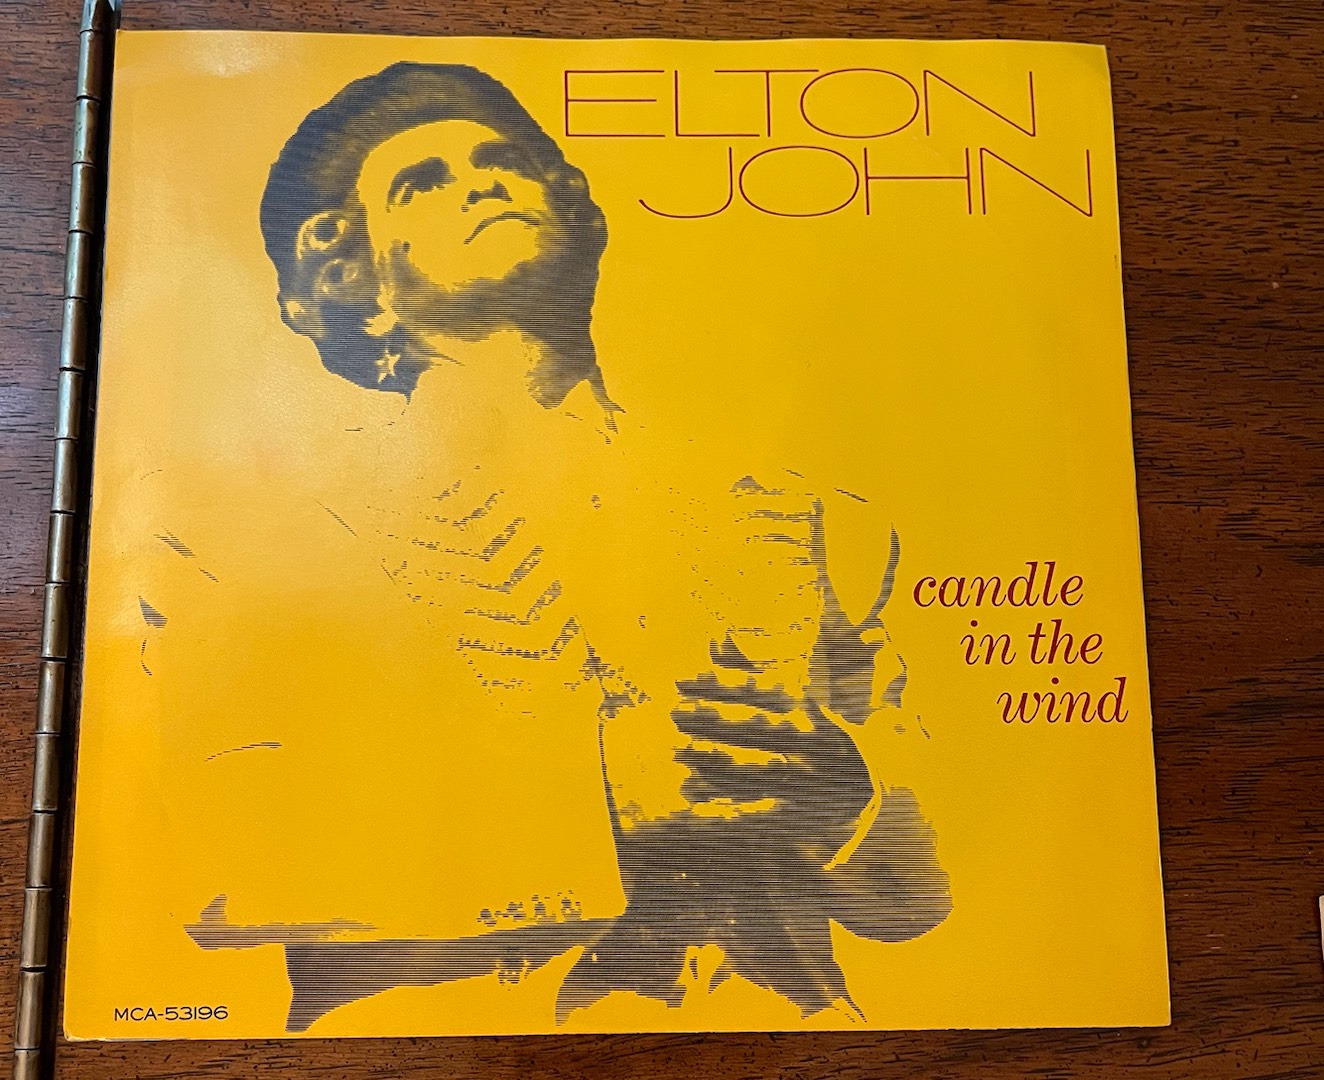 ELTON
JOHN
candle
in the
wind
MCA-53196